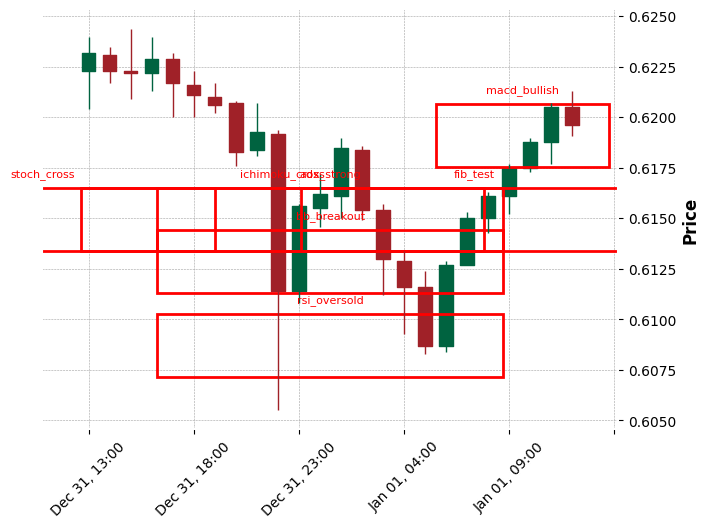 0.6250
0.6225
macd_bullish
0.6200
0.6175
stoch_cross
fib_test
0.6150
Price
0.6125
rsi_oversold
0.6100
0.6075
0.6050
Dec 31, 13:00
Dec 31, 18:00
Dec 31, 23:00
Jan 01, 04:00
Jan 01, 09:00